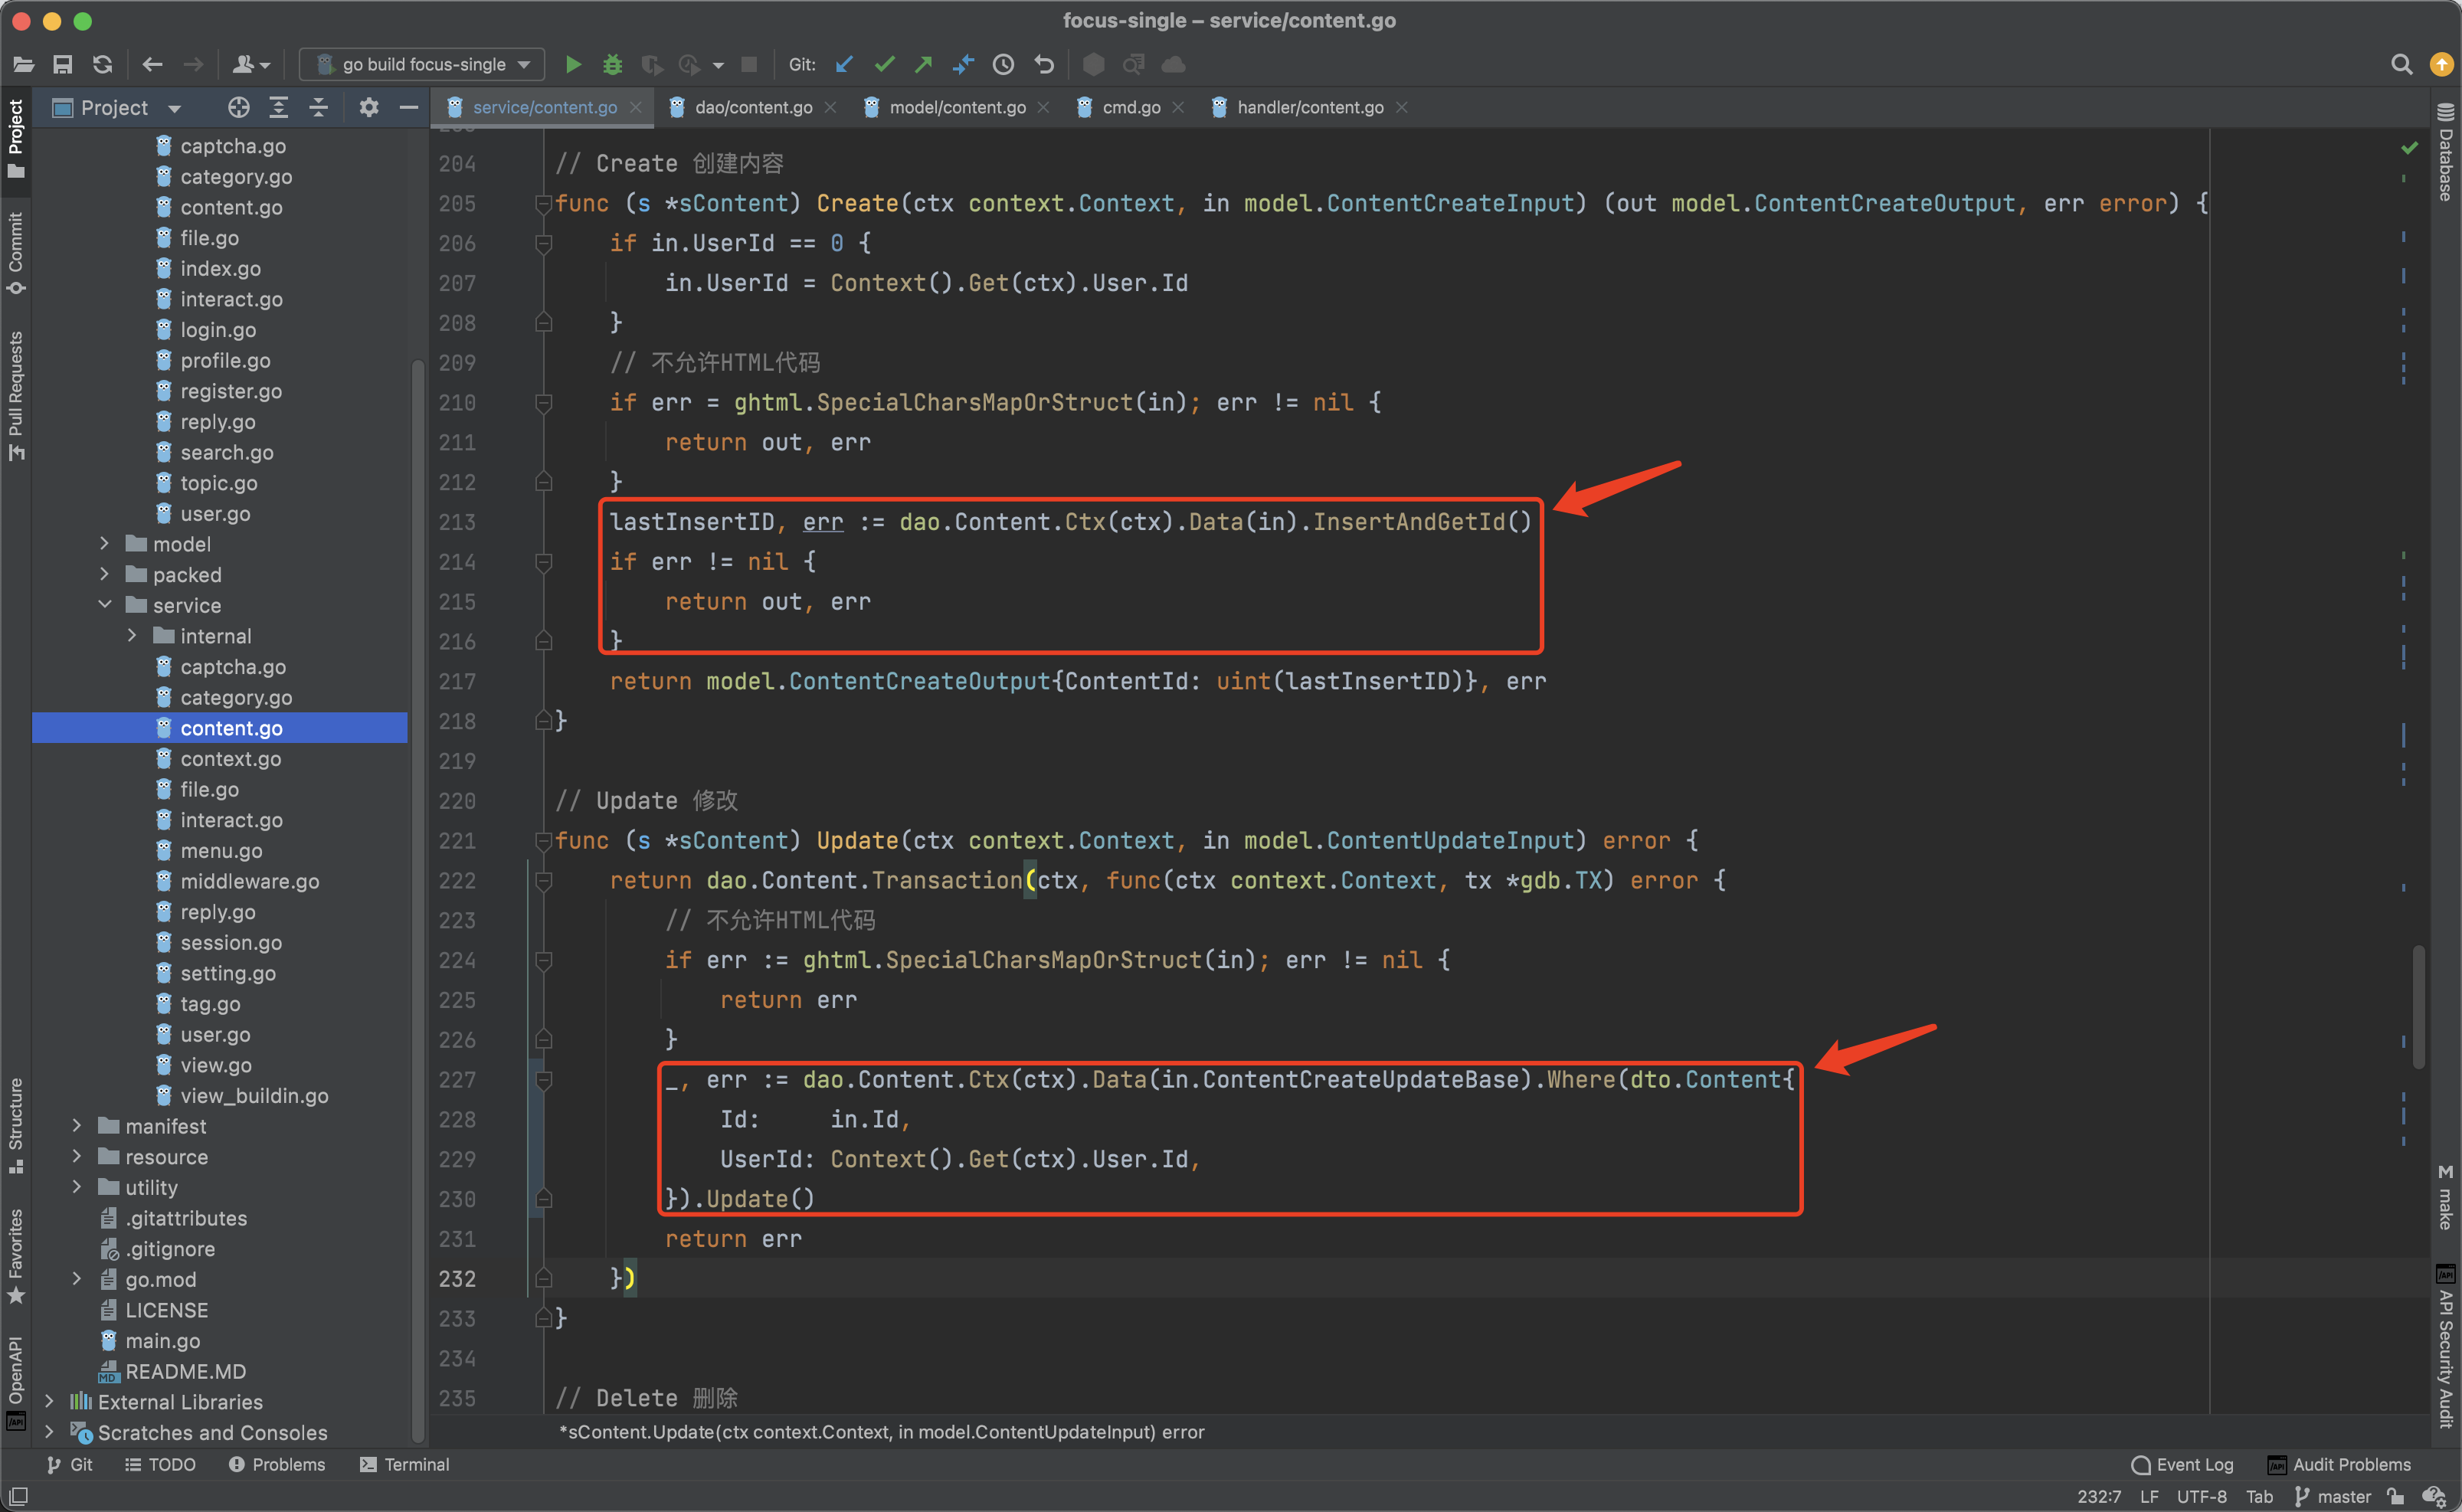 focus-single – service/content.go
go build focus-single
Git:
Project
service/content.go
dao/content.go
model/content.go
cmd.go
handler/content.go
Project
Commit
Pull Requests
Structure
Favorites
OpenAPI
captcha.go
category.go
content.go
file.go
index.go
interact.go
login.go
profile.go
register.go
reply.go
search.go
topic.go
user.go
model
packed
service
internal
captcha.go
category.go
content.go
context.go
file.go
interact.go
menu.go
middleware.go
reply.go
session.go
setting.go
tag.go
user.go
view.go
view_buildin.go
manifest
resource
utility
.gitattributes
.gitignore
go.mod
LICENSE
main.go
README.MD
External Libraries
Scratches and Consoles
204 // Create 创建内容
205 func (s *sContent) Create(ctx context.Context, in model.ContentCreateInput) (out model.ContentCreateOutput, err error) {
206 if in.UserId == 0 {
207 in.UserId = Context().Get(ctx).User.Id
208 }
209 // 不允许HTML代码
210 if err = ghtml.SpecialCharsMapOrStruct(in); err != nil {
211 return out, err
212 }
213 lastInsertID, err := dao.Content.Ctx(ctx).Data(in).InsertAndGetId()
214 if err != nil {
215 return out, err
216 }
217 return model.ContentCreateOutput{ContentId: uint(lastInsertID)}, err
218 }
219
220 // Update 修改
221 func (s *sContent) Update(ctx context.Context, in model.ContentUpdateInput) error {
222 return dao.Content.Transaction(ctx, func(ctx context.Context, tx *gdb.TX) error {
223 // 不允许HTML代码
224 if err := ghtml.SpecialCharsMapOrStruct(in); err != nil {
225 return err
226 }
227 _, err := dao.Content.Ctx(ctx).Data(in.ContentCreateUpdateBase).Where(dto.Content{
228 Id: in.Id,
229 UserId: Context().Get(ctx).User.Id,
230 }).Update()
231 return err
232 })
233 }
234
235 // Delete 删除
*sContent.Update(ctx context.Context, in model.ContentUpdateInput) error
Database
make
API Security Audit
Git
TODO
Problems
Terminal
Event Log
Audit Problems
232:7
LF
UTF-8
Tab
master